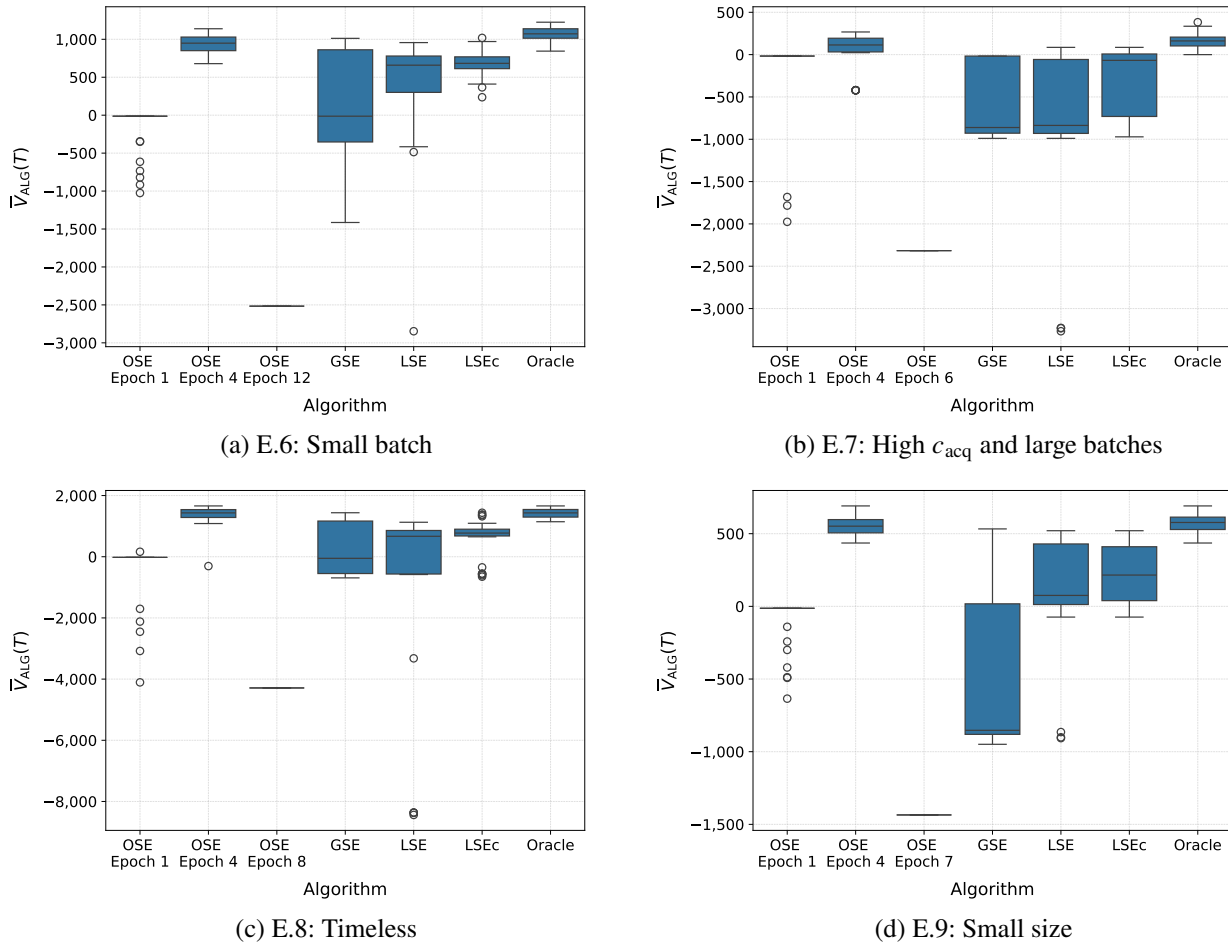 1,000
500
0
−500
−1,000
−1,500
−2,000
−2,500
−3,000
V̅ALG(T)
OSE Epoch 1
OSE Epoch 4
OSE Epoch 12
GSE
LSE
LSEc
Oracle
Algorithm
(a) E.6: Small batch
500
0
−500
−1,000
−1,500
−2,000
−2,500
−3,000
V̅ALG(T)
OSE Epoch 1
OSE Epoch 4
OSE Epoch 6
GSE
LSE
LSEc
Oracle
Algorithm
(b) E.7: High cacq and large batches
2,000
0
−2,000
−4,000
−6,000
−8,000
V̅ALG(T)
OSE Epoch 1
OSE Epoch 4
OSE Epoch 8
GSE
LSE
LSEc
Oracle
Algorithm
(c) E.8: Timeless
500
0
−500
−1,000
−1,500
V̅ALG(T)
OSE Epoch 1
OSE Epoch 4
OSE Epoch 7
GSE
LSE
LSEc
Oracle
Algorithm
(d) E.9: Small size